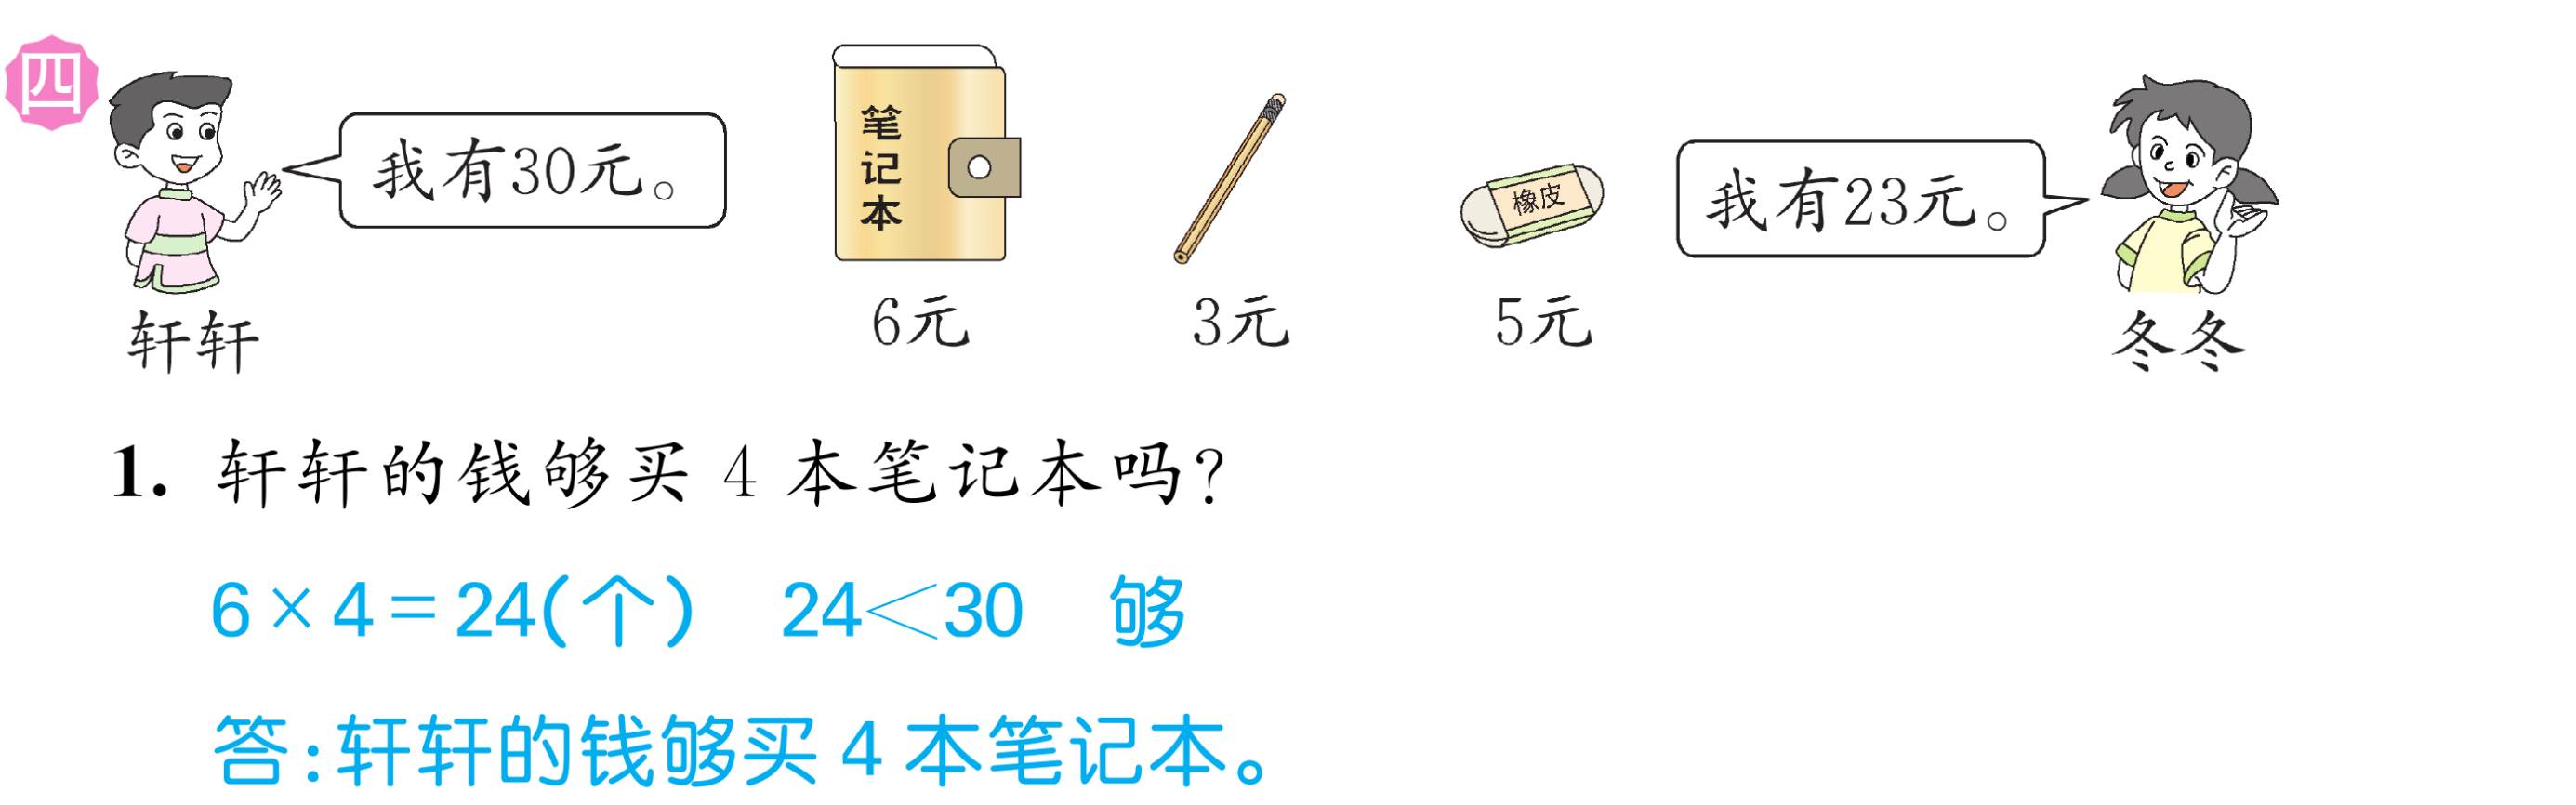 四
我有30元。
笔记本
橡皮
我有23元。
6元 3元 5元
轩轩 冬冬
1. 轩轩的钱够买 4 本笔记本吗?
6×4=24(个) 24<30 够
答:轩轩的钱够买 4 本笔记本。